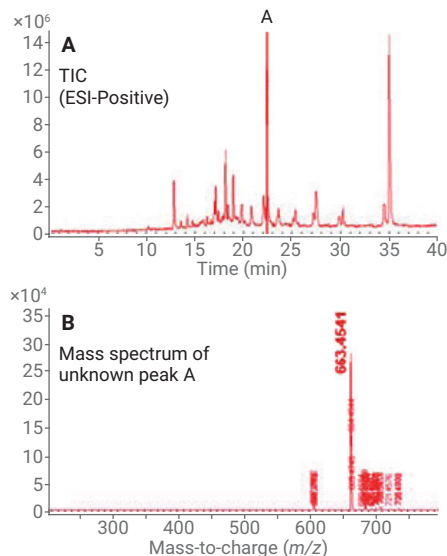 A
×10⁶
A
TIC
(ESI-Positive)
14
12
10
8
6
4
2
0
5 10 15 20 25 30 35 40
Time (min)
×10⁴
B
Mass spectrum of
unknown peak A
663.4541
35
30
25
20
15
10
5
0
300 400 500 600 700
Mass-to-charge (m/z)